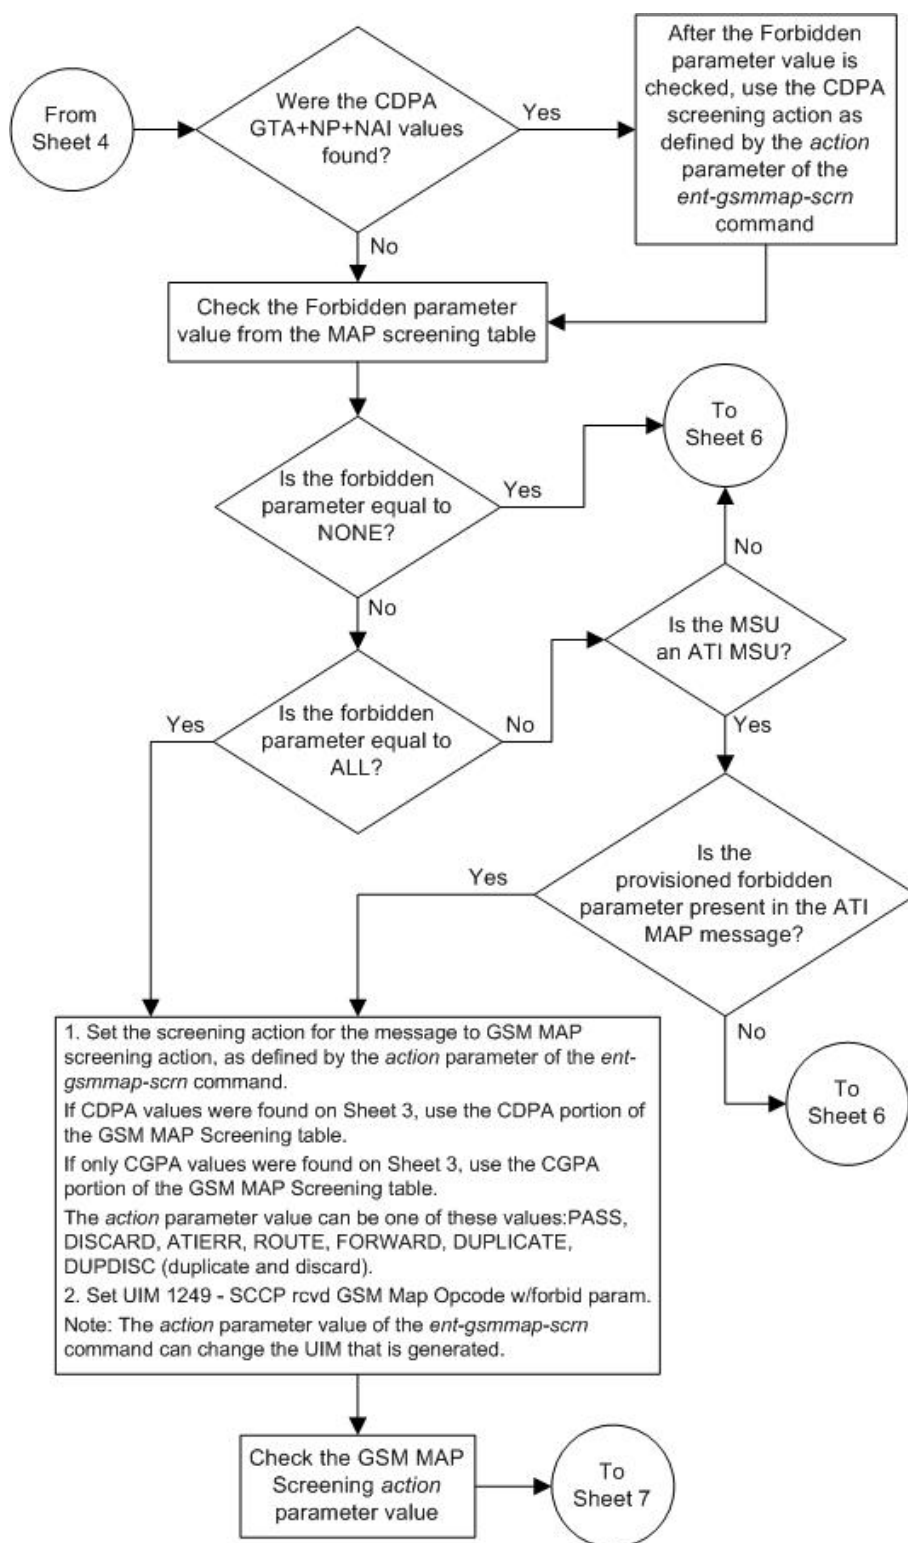 From
Sheet 4
Were the CDPA
GTA+NP+NAI values
found?
Yes
After the Forbidden
parameter value is
checked, use the CDPA
screening action as
defined by the action
parameter of the
ent-gsmmap-scrn
command
No
Check the Forbidden parameter
value from the MAP screening table
To
Sheet 6
Is the forbidden
parameter equal to
NONE?
Yes
No
No
Is the MSU
an ATI MSU?
Yes
Is the forbidden
parameter equal to
ALL?
No
Yes
Is the
provisioned forbidden
parameter present in the ATI
MAP message?
Yes
No
To
Sheet 6
1. Set the screening action for the message to GSM MAP
screening action, as defined by the action parameter of the ent-
gsmmap-scrn command.
If CDPA values were found on Sheet 3, use the CDPA portion of
the GSM MAP Screening table.
If only CGPA values were found on Sheet 3, use the CGPA
portion of the GSM MAP Screening table.
The action parameter value can be one of these values:PASS,
DISCARD, ATIERR, ROUTE, FORWARD, DUPLICATE,
DUPDISC (duplicate and discard).
2. Set UIM 1249 - SCCP rcvd GSM Map Opcode w/forbid param.
Note: The action parameter value of the ent-gsmmap-scrn
command can change the UIM that is generated.
Check the GSM MAP
Screening action
parameter value
To
Sheet 7